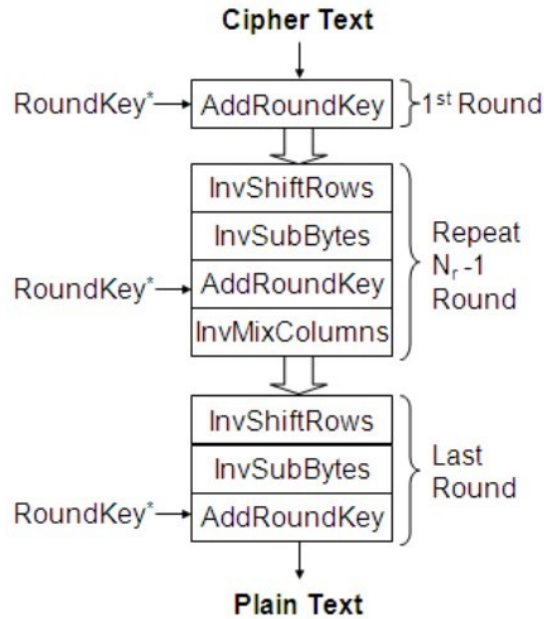 Cipher Text
RoundKey* AddRoundKey 1st Round
InvShiftRows
InvSubBytes
RoundKey* AddRoundKey
InvMixColumns
Repeat
Nr -1
Round
InvShiftRows
InvSubBytes
RoundKey* AddRoundKey
Last
Round
Plain Text